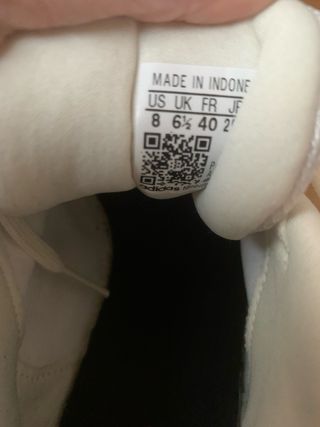 MADE IN INDONE
US UK FR
8 6½ 40
adidas